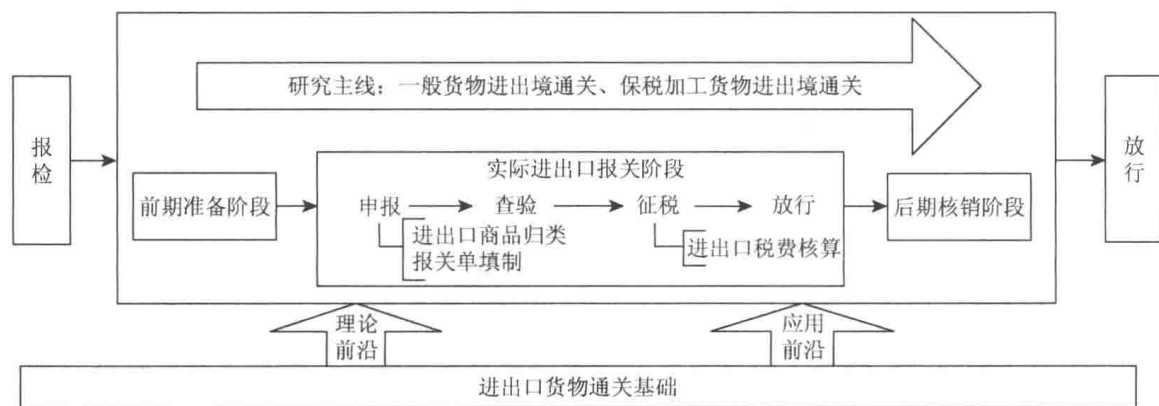 研究主线：一般货物进出境通关、保税加工货物进出境通关
报
检
放
行
实际进出口报关阶段
前期准备阶段
申报
查验
征税
放行
后期核销阶段
进出口商品归类
报关单填制
进出口税费核算
理论
前沿
应用
前沿
进出口货物通关基础